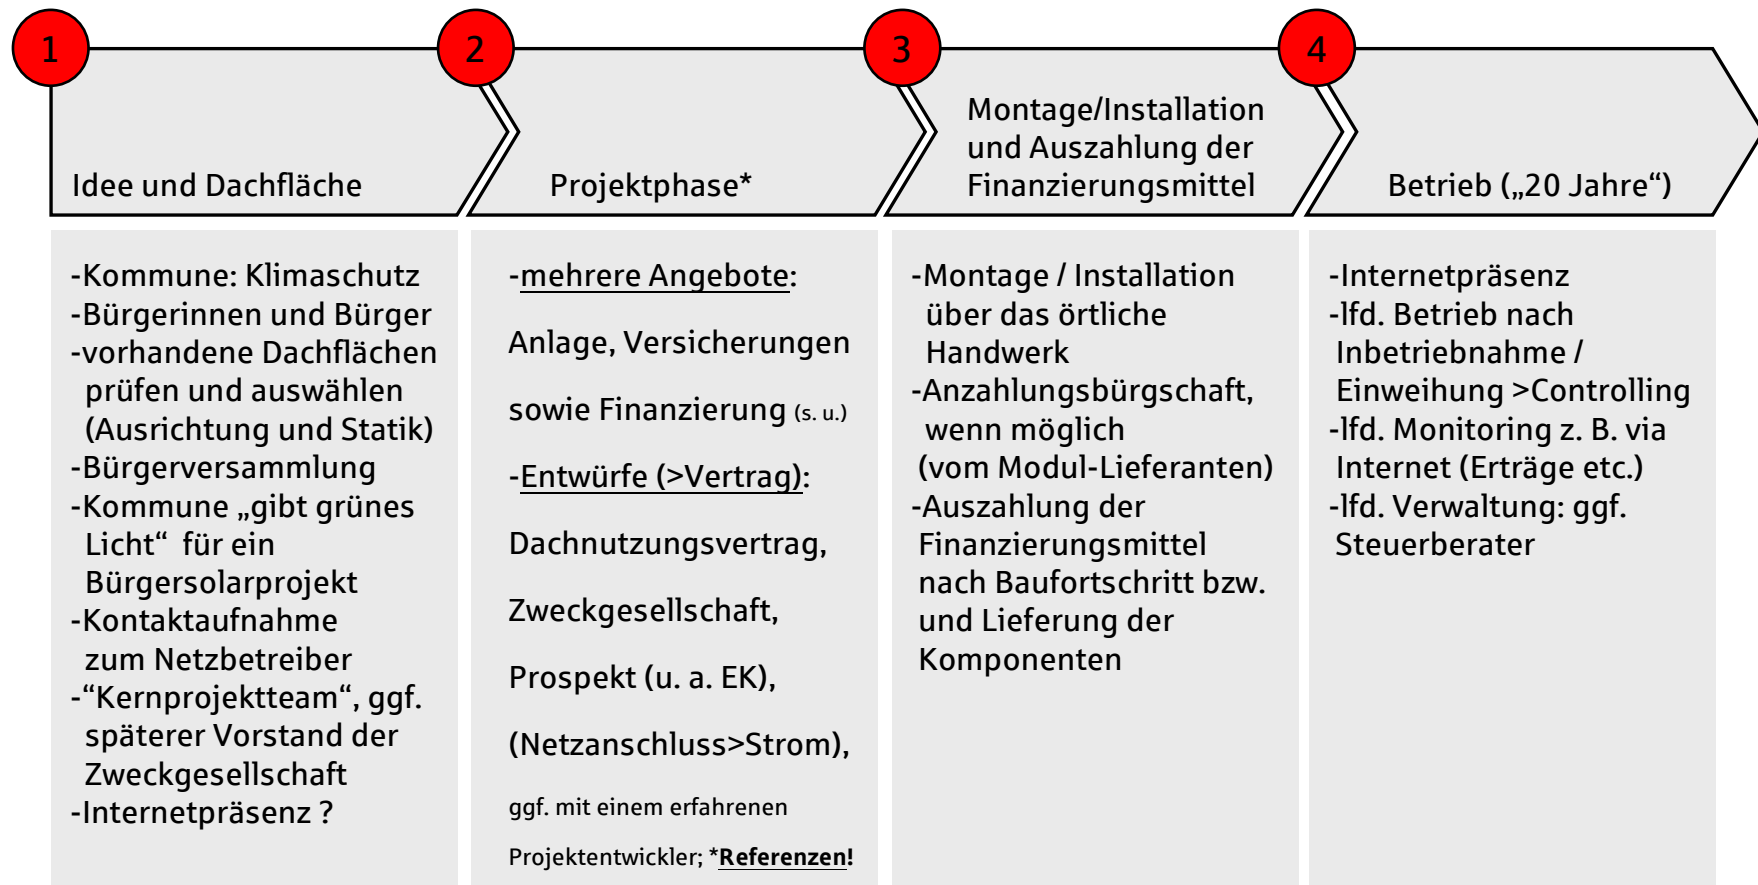 1
2
3
4
Idee und Dachfläche
Projektphase*
Montage/Installation
und Auszahlung der
Finanzierungsmittel
Betrieb („20 Jahre“)
-Kommune: Klimaschutz
-Bürgerinnen und Bürger
-vorhandene Dachflächen
prüfen und auswählen
(Ausrichtung und Statik)
-Bürgerversammlung
-Kommune „gibt grünes
Licht“ für ein
Bürgersolarprojekt
-Kontaktaufnahme
zum Netzbetreiber
-“Kernprojektteam“, ggf.
späterer Vorstand der
Zweckgesellschaft
-Internetpräsenz ?
-mehrere Angebote:
Anlage, Versicherungen
sowie Finanzierung (s. u.)
-Entwürfe (>Vertrag):
Dachnutzungsvertrag,
Zweckgesellschaft,
Prospekt (u. a. EK),
(Netzanschluss>Strom),
ggf. mit einem erfahrenen
Projektentwickler; *Referenzen!
-Montage / Installation
über das örtliche
Handwerk
-Anzahlungsbürgschaft,
wenn möglich
(vom Modul-Lieferanten)
-Auszahlung der
Finanzierungsmittel
nach Baufortschritt bzw.
und Lieferung der
Komponenten
-Internetpräsenz
-lfd. Betrieb nach
Inbetriebnahme /
Einweihung >Controlling
-lfd. Monitoring z. B. via
Internet (Erträge etc.)
-lfd. Verwaltung: ggf.
Steuerberater